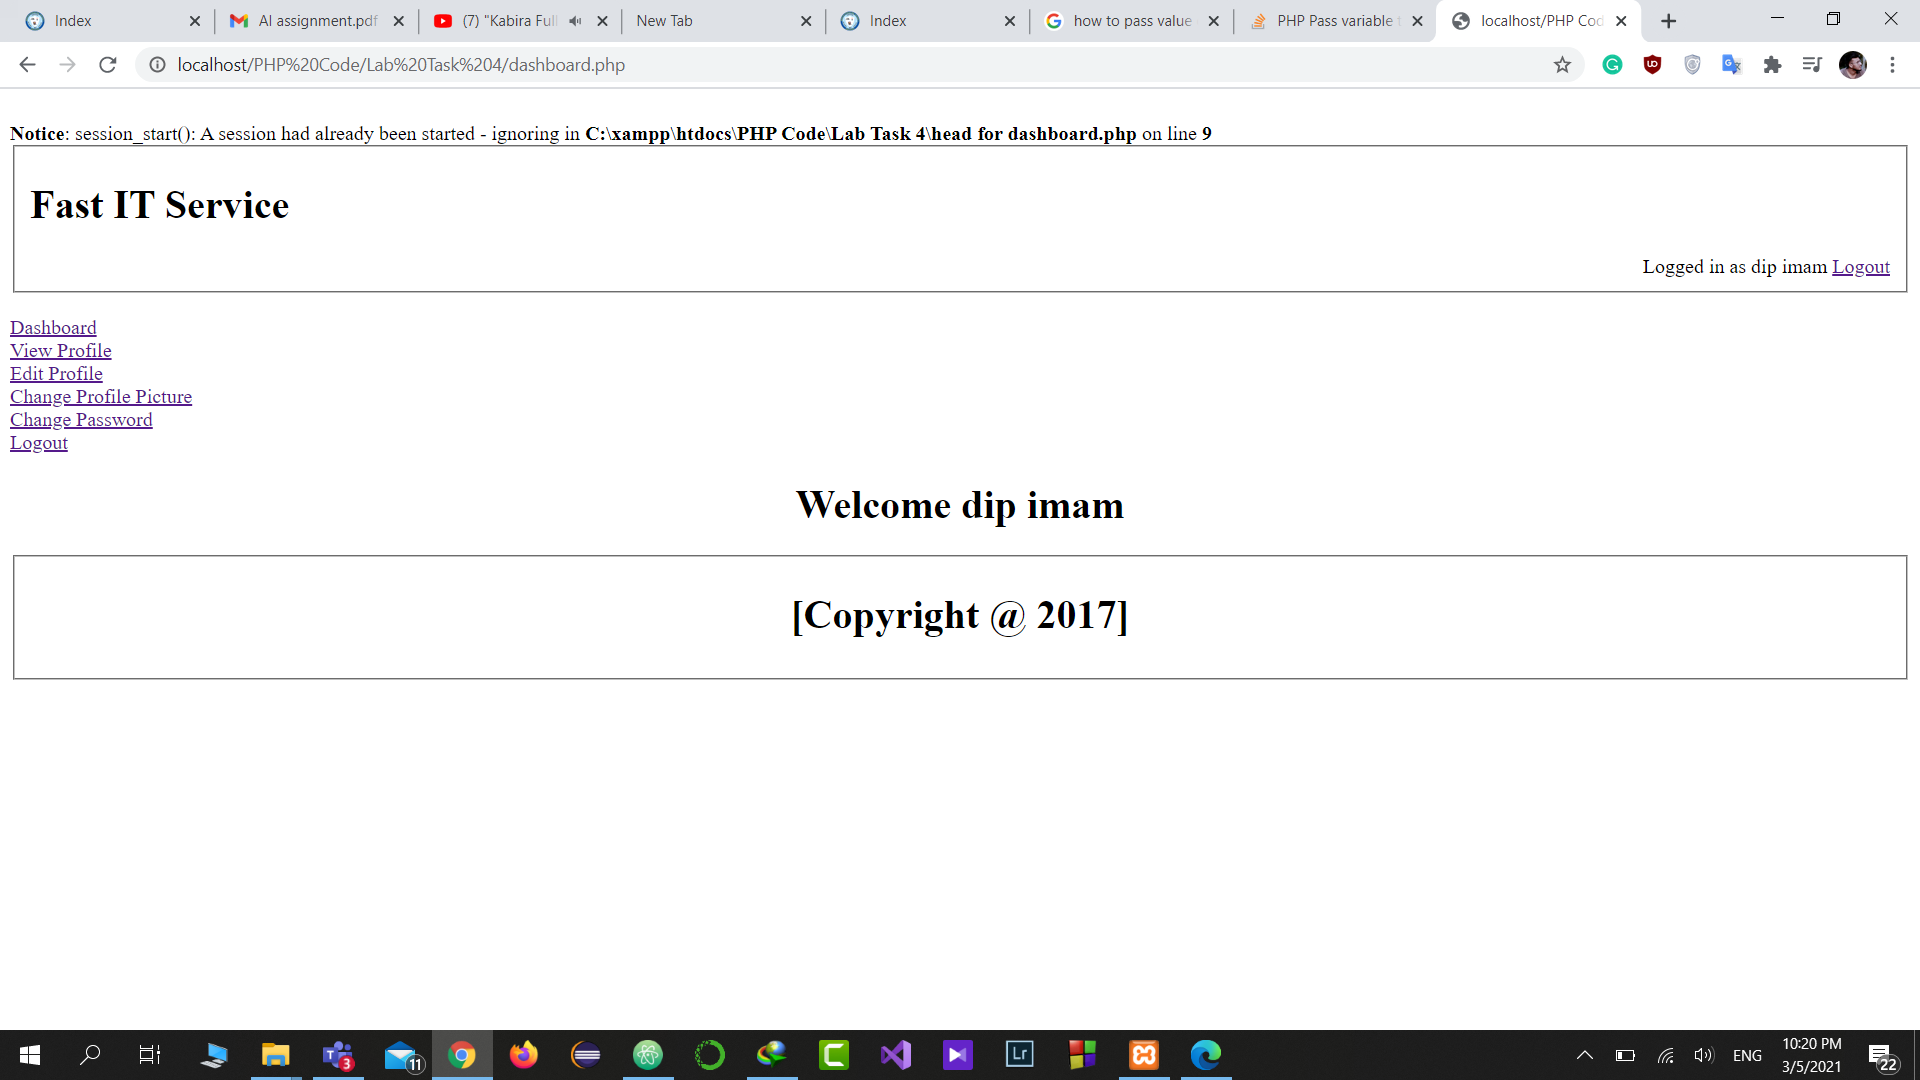 Index
AI assignment.pdf
(7) "Kabira Full
New Tab
Index
how to pass value
PHP Pass variable t
localhost/PHP Cod
localhost/PHP%20Code/Lab%20Task%204/dashboard.php
Notice: session_start(): A session had already been started - ignoring in C:\xampp\htdocs\PHP Code\Lab Task 4\head for dashboard.php on line 9
Fast IT Service
Logged in as dip imam Logout
Dashboard
View Profile
Edit Profile
Change Profile Picture
Change Password
Logout
Welcome dip imam
[Copyright @ 2017]
3
11
Lr
ENG
10:20 PM
3/5/2021
22